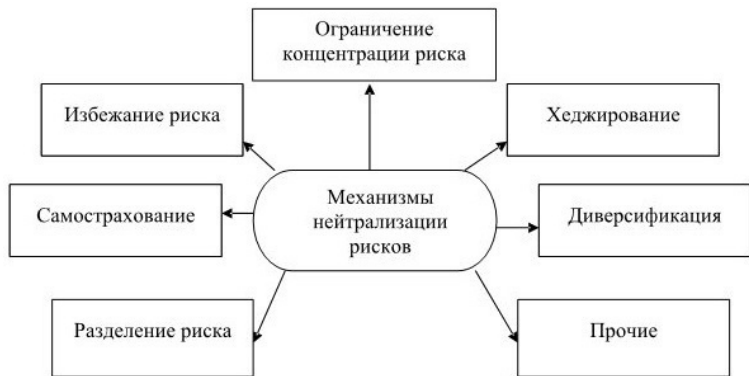 Ограничение
концентрации риска
Избежание риска
Хеджирование
Механизмы
нейтрализации
рисков
Самострахование
Диверсификация
Разделение риска
Прочие